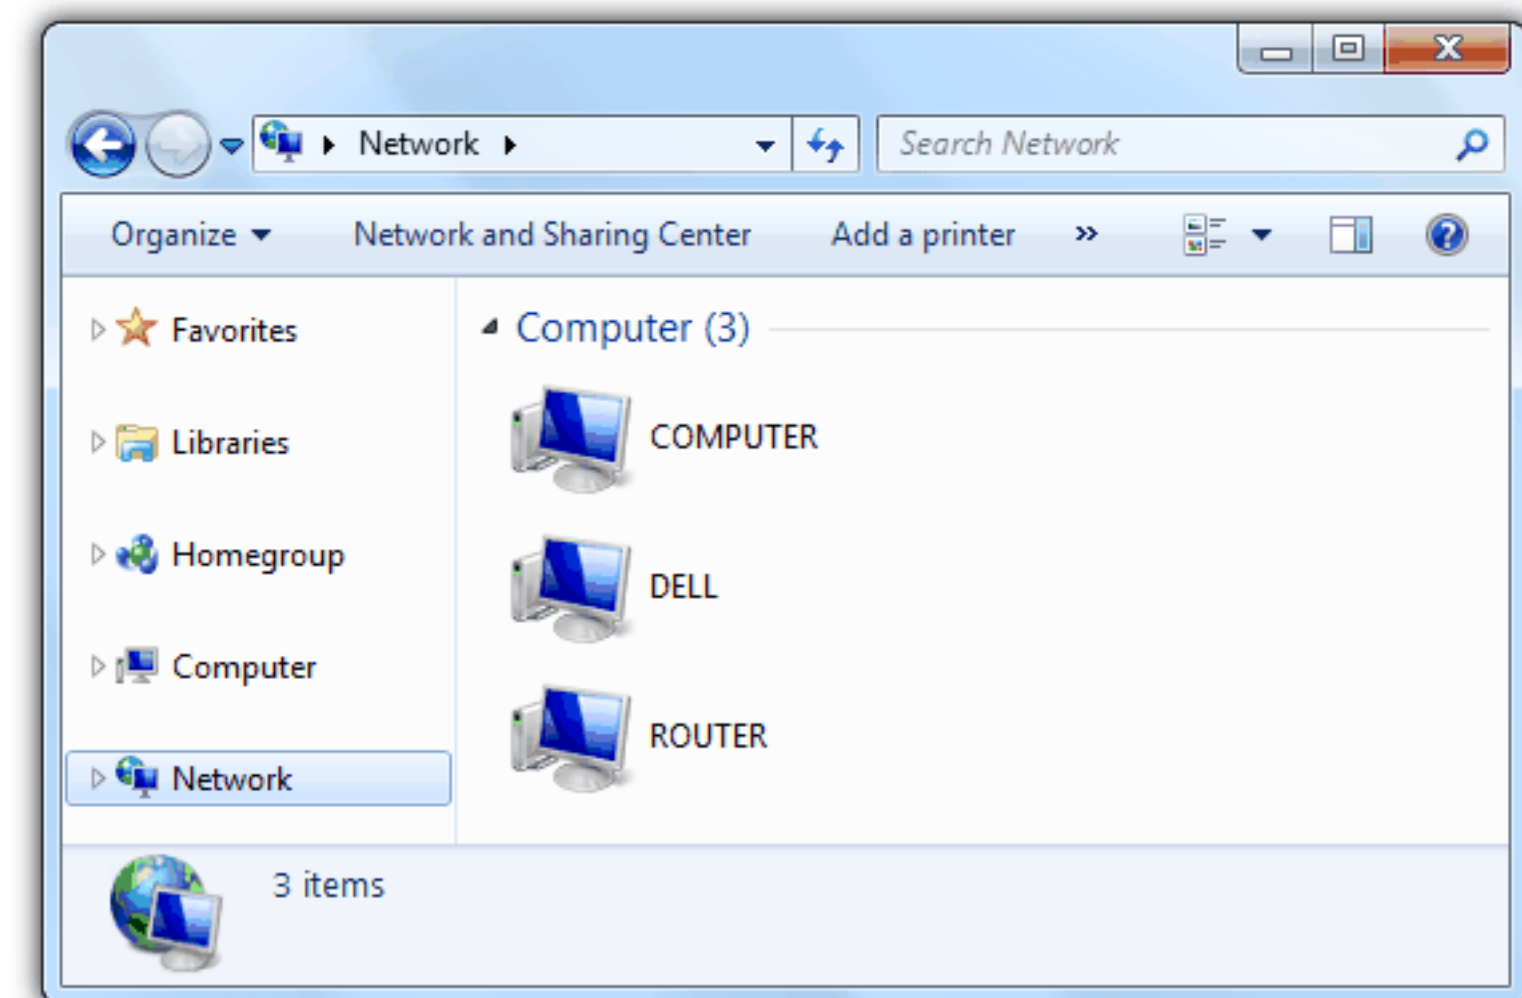 Network
Search Network
Organize Network and Sharing Center Add a printer »
Favorites
Libraries
Homegroup
Computer
Network
Computer (3)
COMPUTER
DELL
ROUTER
3 items